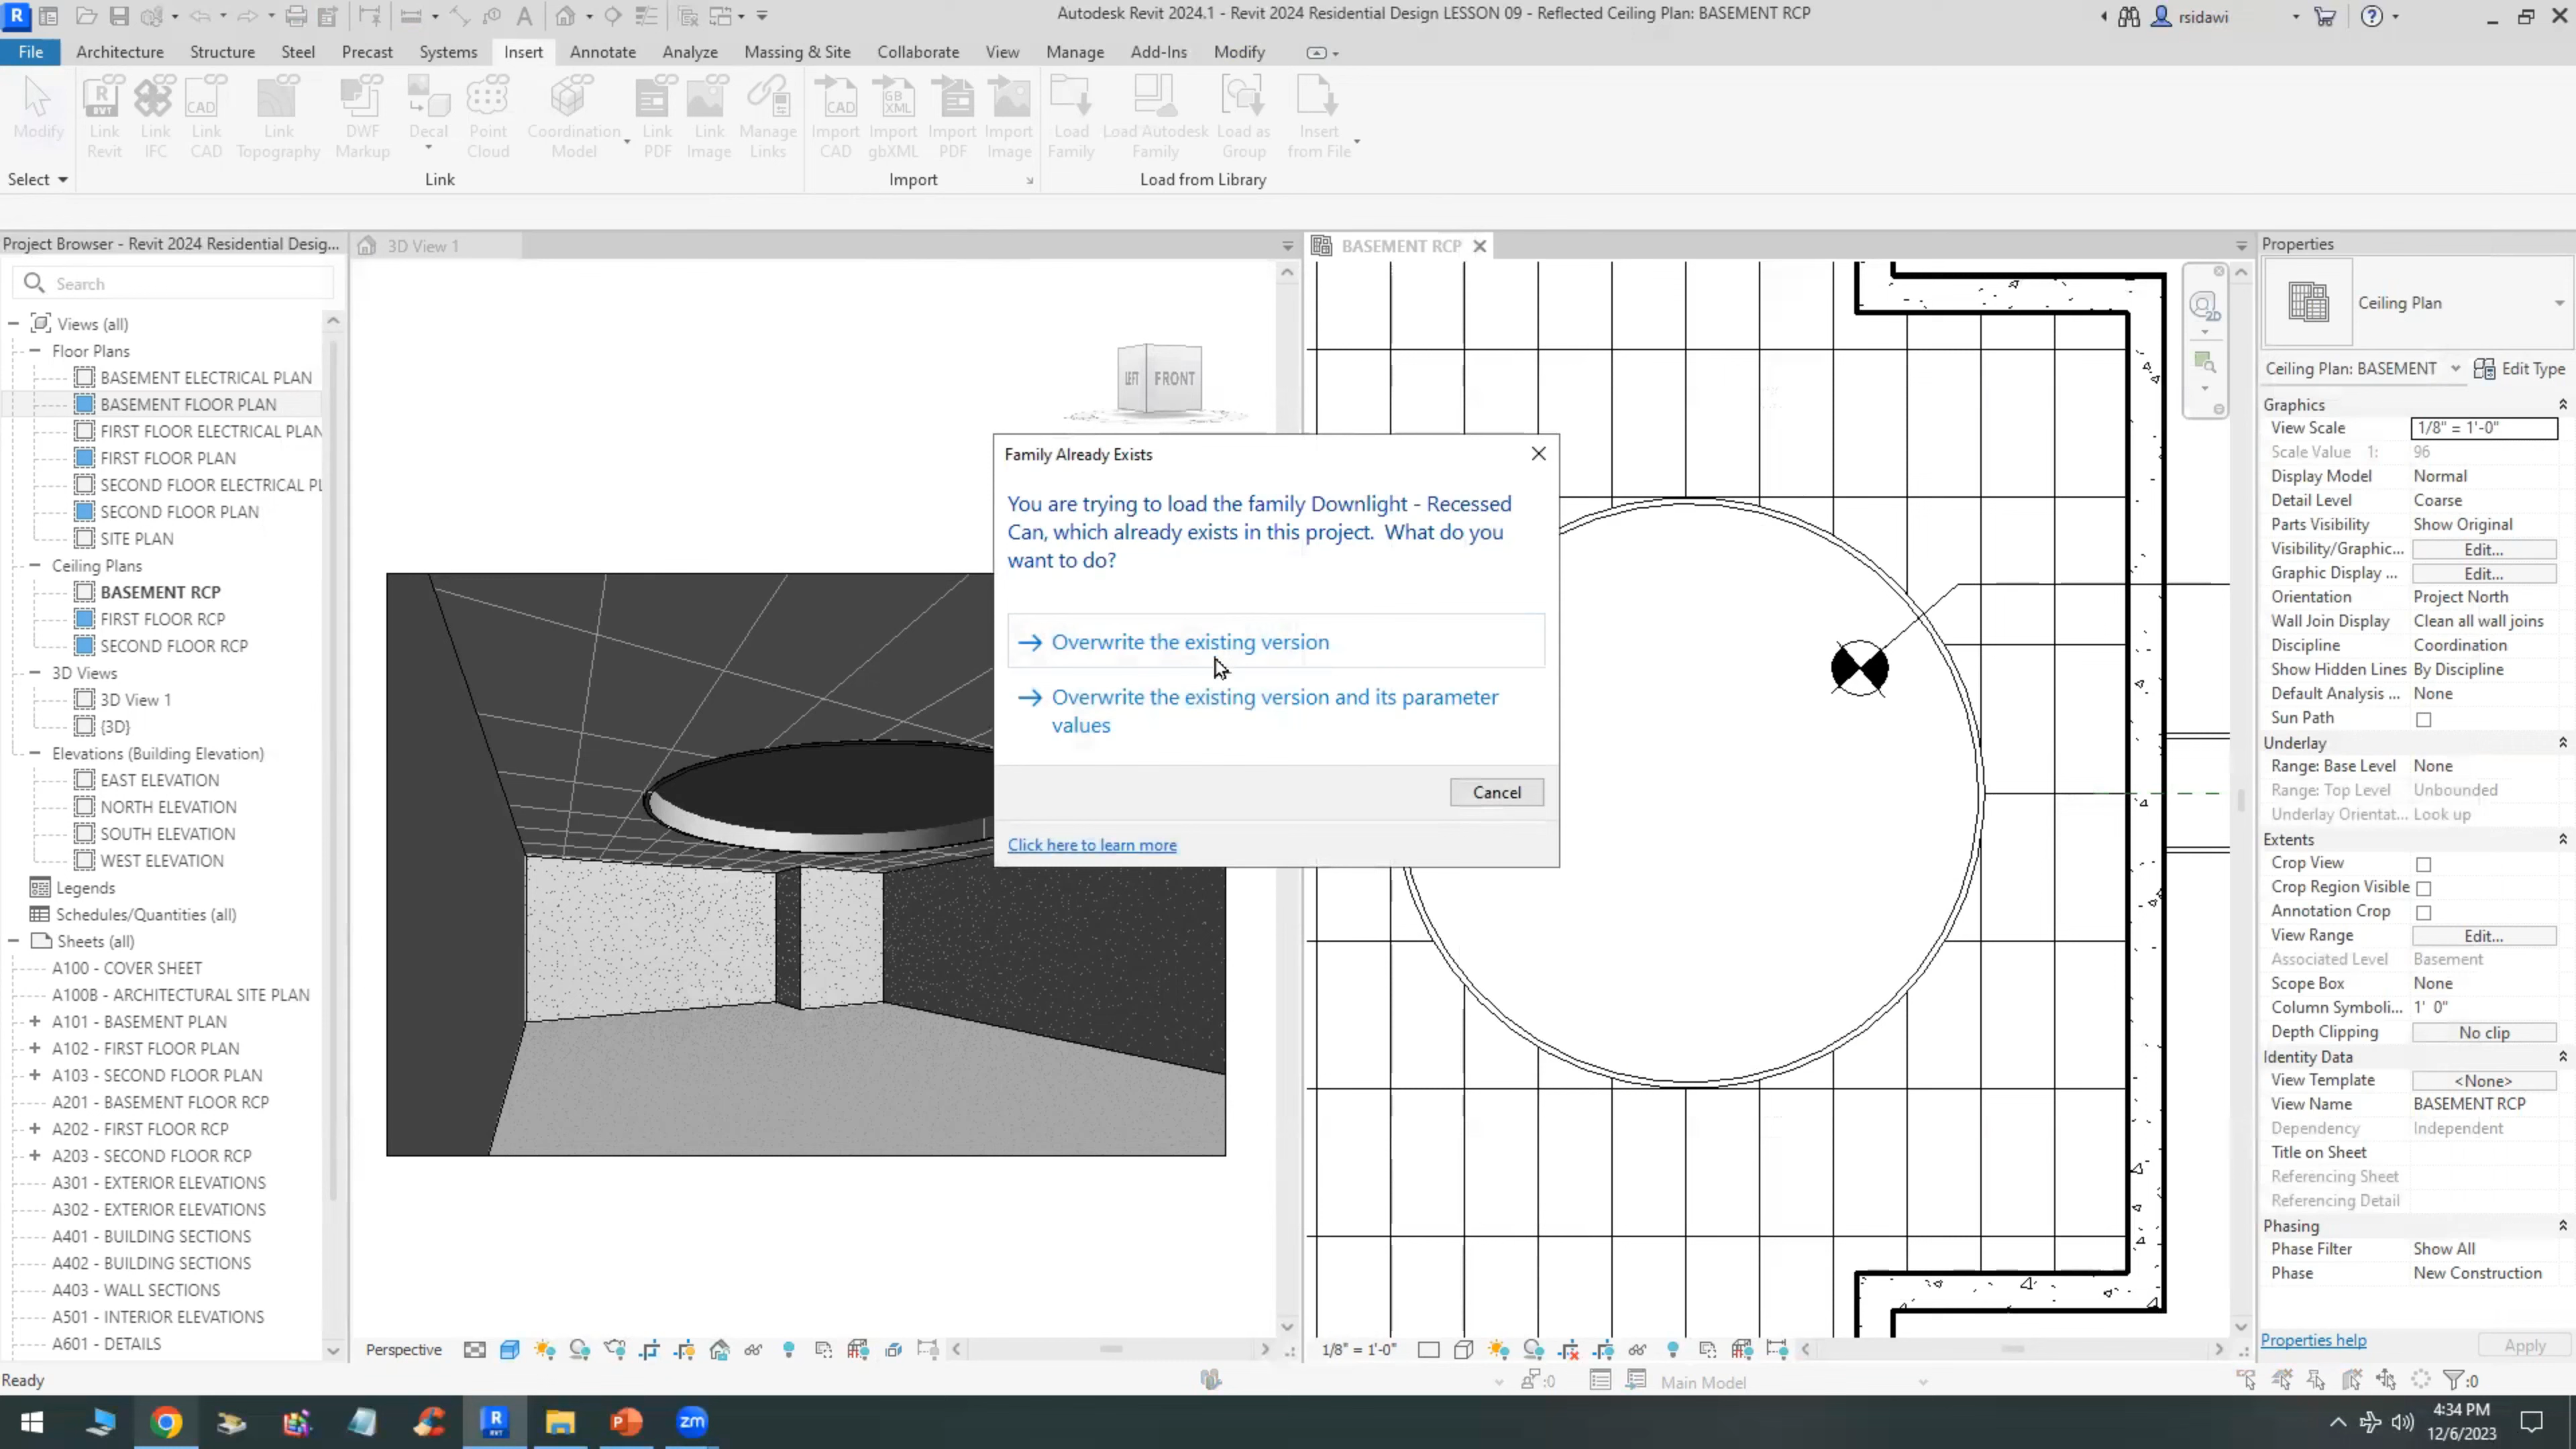 Autodesk Revit 2024.1 - Revit 2024 Residential Design LESSON 09 - Reflected Ceiling Plan: BASEMENT RCP
rsidawi
File Architecture Structure Steel Precast Systems Insert Annotate Analyze Massing & Site Collaborate View Manage Add-Ins Modify
Modify
Link Revit
Link IFC
Link CAD
Link Topography
DWF Markup
Decal
Point Cloud
Coordination Model
Link PDF
Link Image
Manage Links
Import CAD
Import gbXML
Import PDF
Import Image
Load Family
Load Autodesk Family
Load as Group
Insert from File
Select
Link
Import
Load from Library
Project Browser - Revit 2024 Residential Desig...
Search
Views (all)
Floor Plans
BASEMENT ELECTRICAL PLAN
BASEMENT FLOOR PLAN
FIRST FLOOR ELECTRICAL PLAN
FIRST FLOOR PLAN
SECOND FLOOR ELECTRICAL PL
SECOND FLOOR PLAN
SITE PLAN
Ceiling Plans
BASEMENT RCP
FIRST FLOOR RCP
SECOND FLOOR RCP
3D Views
3D View 1
{3D}
Elevations (Building Elevation)
EAST ELEVATION
NORTH ELEVATION
SOUTH ELEVATION
WEST ELEVATION
Legends
Schedules/Quantities (all)
Sheets (all)
A100 - COVER SHEET
A100B - ARCHITECTURAL SITE PLAN
A101 - BASEMENT PLAN
A102 - FIRST FLOOR PLAN
A103 - SECOND FLOOR PLAN
A201 - BASEMENT FLOOR RCP
A202 - FIRST FLOOR RCP
A203 - SECOND FLOOR RCP
A301 - EXTERIOR ELEVATIONS
A302 - EXTERIOR ELEVATIONS
A401 - BUILDING SECTIONS
A402 - BUILDING SECTIONS
A403 - WALL SECTIONS
A501 - INTERIOR ELEVATIONS
A601 - DETAILS
3D View 1
LEFT FRONT
Perspective
BASEMENT RCP
1/8" = 1'-0"
Family Already Exists
You are trying to load the family Downlight - Recessed
Can, which already exists in this project. What do you
want to do?
Overwrite the existing version
Overwrite the existing version and its parameter
values
Cancel
Click here to learn more
2D
Properties
Ceiling Plan
Ceiling Plan: BASEMENT Edit Type
Graphics
View Scale 1/8" = 1'-0"
Scale Value 1: 96
Display Model Normal
Detail Level Coarse
Parts Visibility Show Original
Visibility/Graphic... Edit...
Graphic Display ... Edit...
Orientation Project North
Wall Join Display Clean all wall joins
Discipline Coordination
Show Hidden Lines By Discipline
Default Analysis ... None
Sun Path
Underlay
Range: Base Level None
Range: Top Level Unbounded
Underlay Orientat... Look up
Extents
Crop View
Crop Region Visible
Annotation Crop
View Range Edit...
Associated Level Basement
Scope Box None
Column Symboli... 1' 0"
Depth Clipping No clip
Identity Data
View Template <None>
View Name BASEMENT RCP
Dependency Independent
Title on Sheet
Referencing Sheet
Referencing Detail
Phasing
Phase Filter Show All
Phase New Construction
Properties help Apply
Ready
:0
Main Model
:0
zm
4:34 PM
12/6/2023